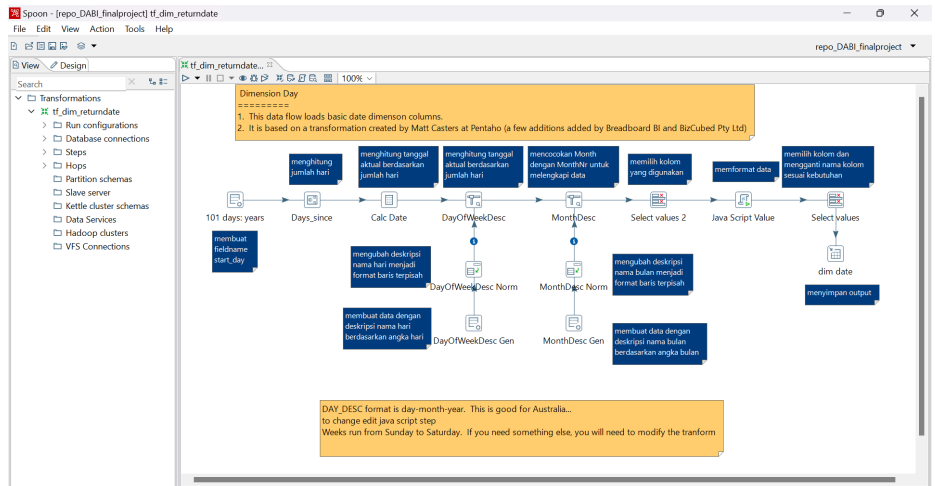 Spoon - [repo_DABI_finalproject] tf_dim_returndate
File Edit View Action Tools Help
repo_DABI_finalproject
View Design
Search
Transformations
tf_dim_returndate
Run configurations
Database connections
Steps
Hops
Partition schemas
Slave server
Kettle cluster schemas
Data Services
Hadoop clusters
VFS Connections
tf_dim_returndate...
100%
Dimension Day
=========
1. This data flow loads basic date dimenson columns.
2. It is based on a transformation created by Matt Casters at Pentaho (a few additions added by Breadboard BI and BizCubed Pty Ltd)
menghitung
jumlah hari
menghitung tanggal
aktual berdasarkan
jumlah hari
menghitung tanggal
aktual berdasarkan
jumlah hari
mencocokan Month
dengan MonthNr untuk
melengkapi data
memilih kolom
yang digunakan
memformat data
memilih kolom dan
mengganti nama kolom
sesuai kebutuhan
101 days: years
Days_since
Calc Date
DayOfWeekDesc
MonthDesc
Select values 2
Java Script Value
Select values
membuat
fieldname
start_day
mengubah deskripsi
nama hari menjadi
format baris terpisah
DayOfWeekDesc Norm
MonthDesc Norm
mengubah deskripsi
nama bulan menjadi
format baris terpisah
dim date
menyimpan output
membuat data dengan
deskripsi nama hari
berdasarkan angka hari
DayOfWeekDesc Gen
MonthDesc Gen
membuat data dengan
deskripsi nama bulan
berdasarkan angka bulan
DAY_DESC format is day-month-year. This is good for Australia...
to change edit java script step
Weeks run from Sunday to Saturday. If you need something else, you will need to modify the tranform